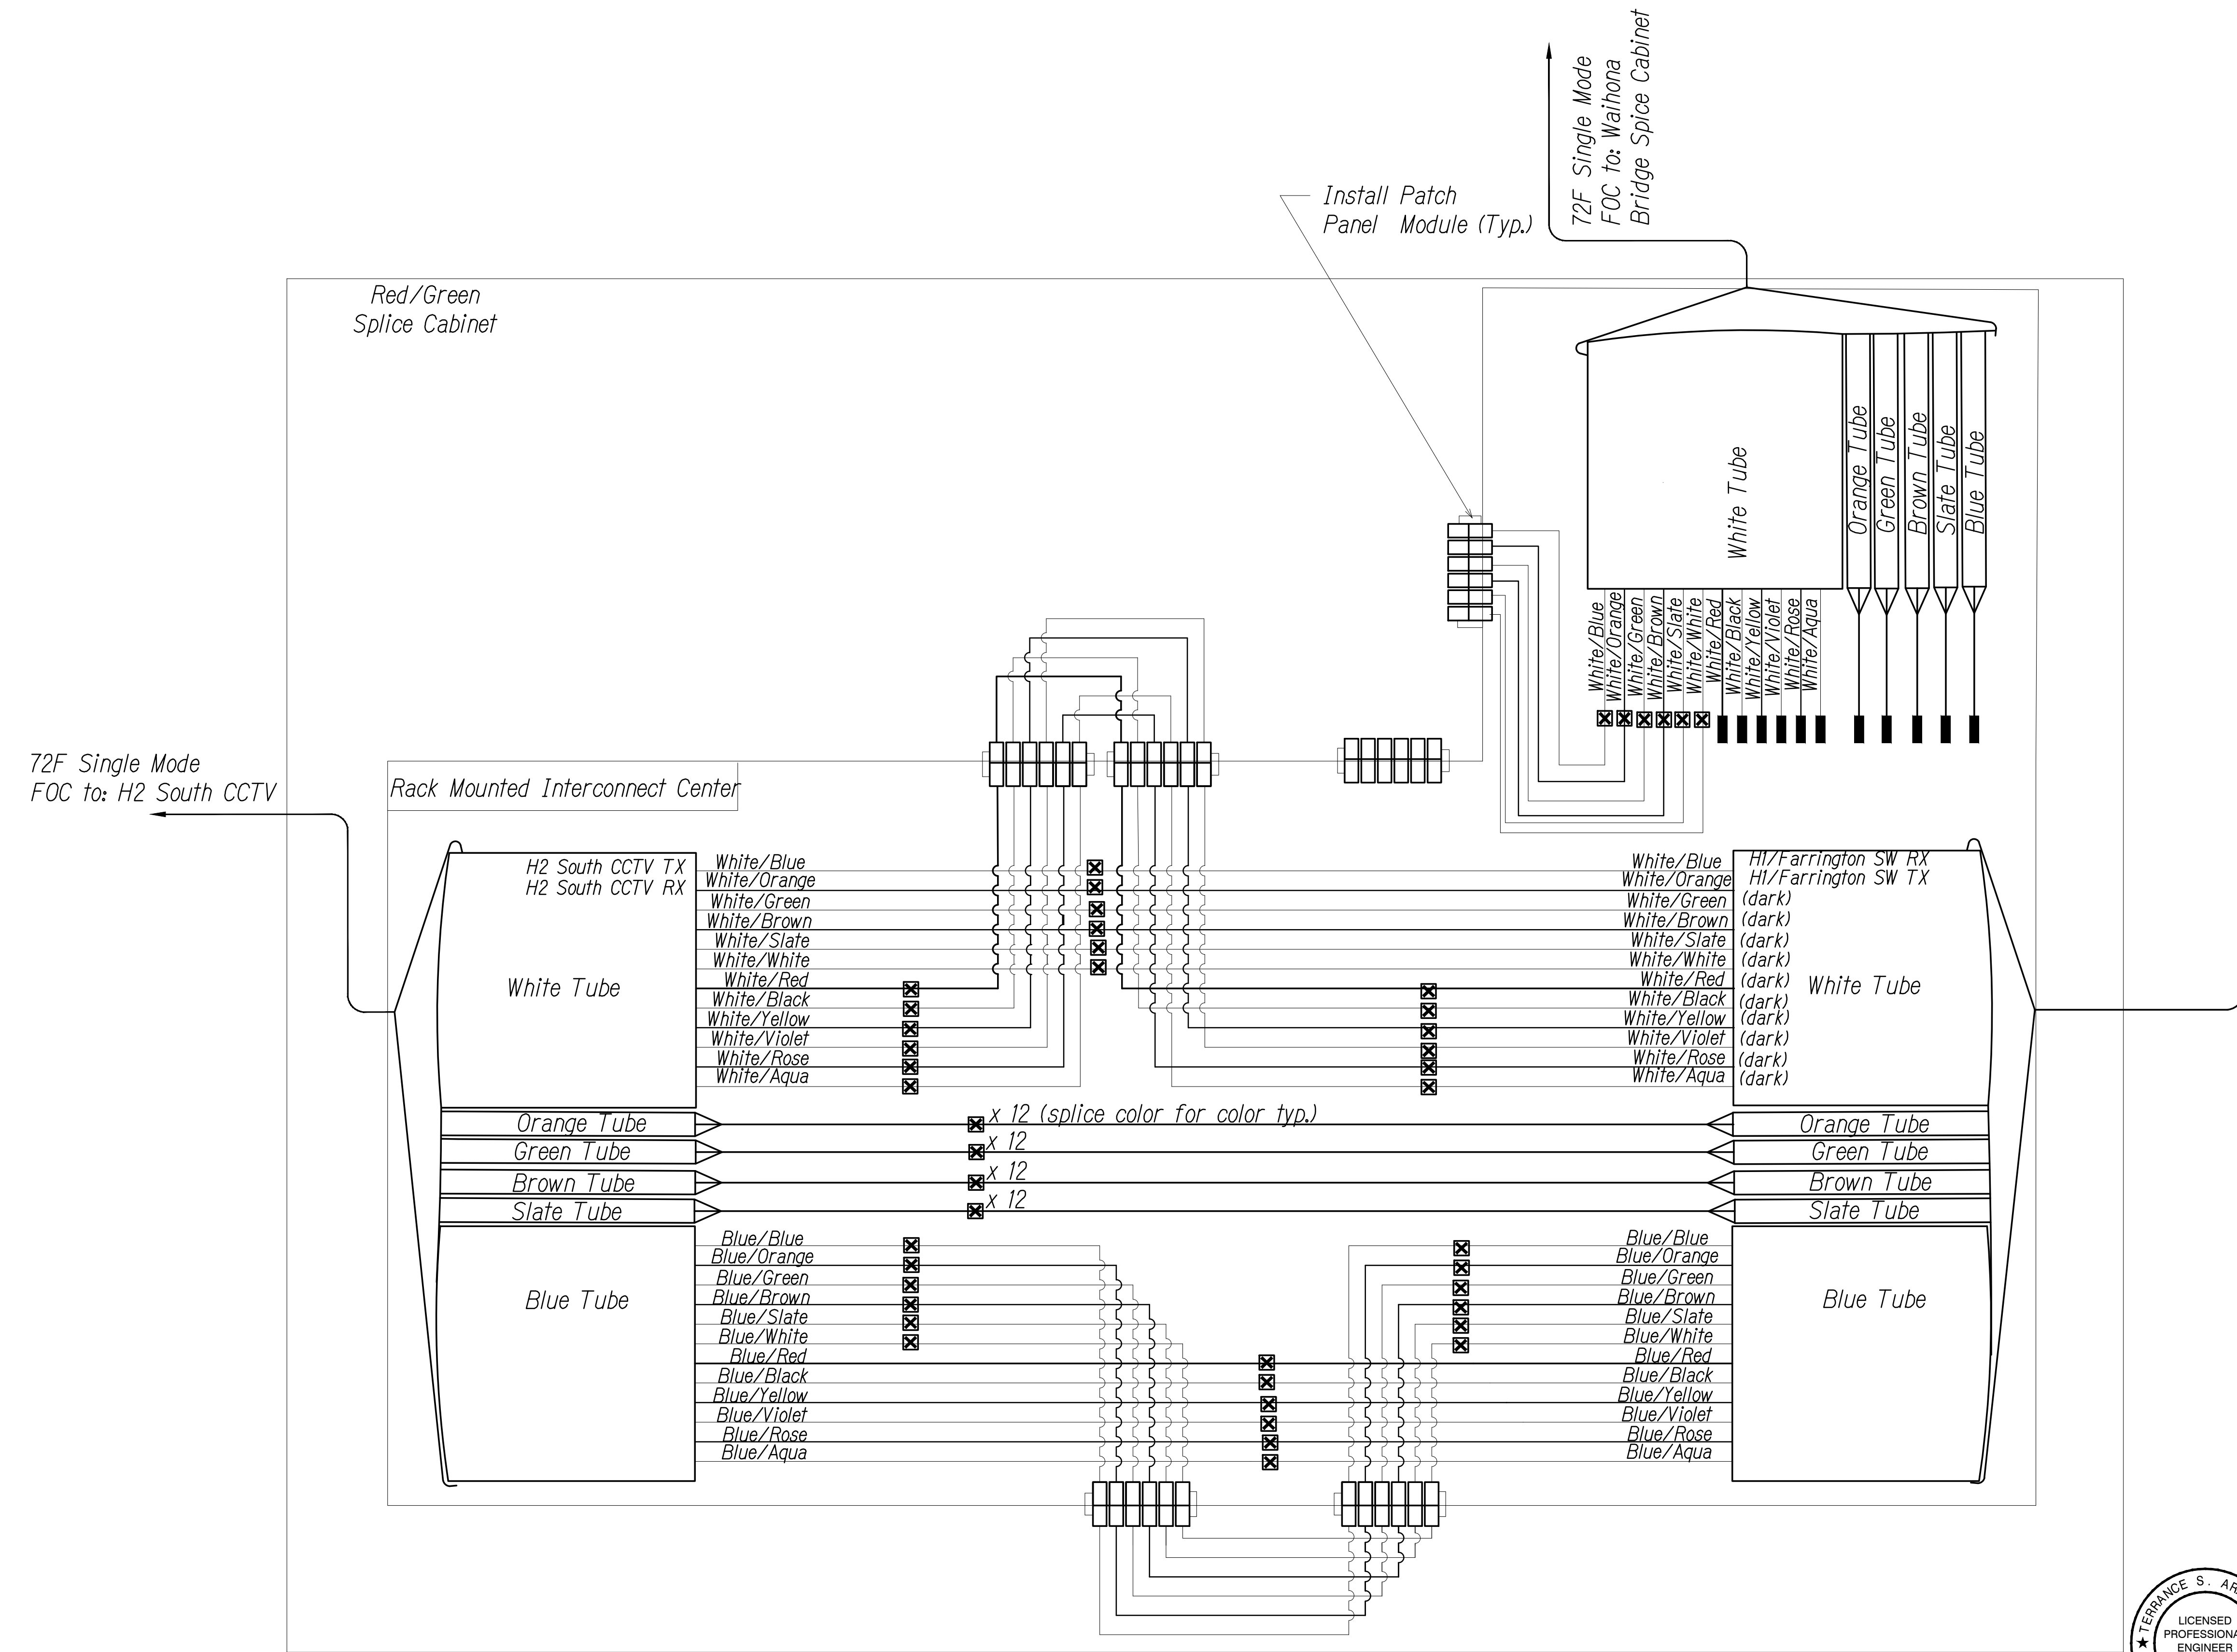 72F Single Mode
FOC to: Waihona
Bridge Spice Cabinet
Install Patch
Panel Module (Typ.)
Red/Green
Splice Cabinet
White Tube
Orange Tube
Green Tube
Brown Tube
Slate Tube
Blue Tube
White/Blue
White/Orange
White/Green
White/Brown
White/Slate
White/White
White/Red
White/Black
White/Yellow
White/Violet
White/Rose
White/Aqua
72F Single Mode
FOC to: H2 South CCTV
Rack Mounted Interconnect Center
H2 South CCTV TX
H2 South CCTV RX
White Tube
White/Blue
White/Orange
White/Green
White/Brown
White/Slate
White/White
White/Red
White/Black
White/Yellow
White/Violet
White/Rose
White/Aqua
White/Blue
White/Orange
White/Green
White/Brown
White/Slate
White/White
White/Red
White/Black
White/Yellow
White/Violet
White/Rose
White/Aqua
H1/Farrington SW RX
H1/Farrington SW TX
(dark)
(dark)
(dark)
(dark)
(dark)
(dark)
(dark)
(dark)
(dark)
(dark)
White Tube
Orange Tube
x 12 (splice color for color typ.)
Orange Tube
Green Tube
x 12
Green Tube
Brown Tube
x 12
Brown Tube
Slate Tube
x 12
Slate Tube
Blue Tube
Blue/Blue
Blue/Orange
Blue/Green
Blue/Brown
Blue/Slate
Blue/White
Blue/Red
Blue/Black
Blue/Yellow
Blue/Violet
Blue/Rose
Blue/Aqua
Blue/Blue
Blue/Orange
Blue/Green
Blue/Brown
Blue/Slate
Blue/White
Blue/Red
Blue/Black
Blue/Yellow
Blue/Violet
Blue/Rose
Blue/Aqua
Blue Tube
TERRANCE S.
LICENSED
ENGINEER